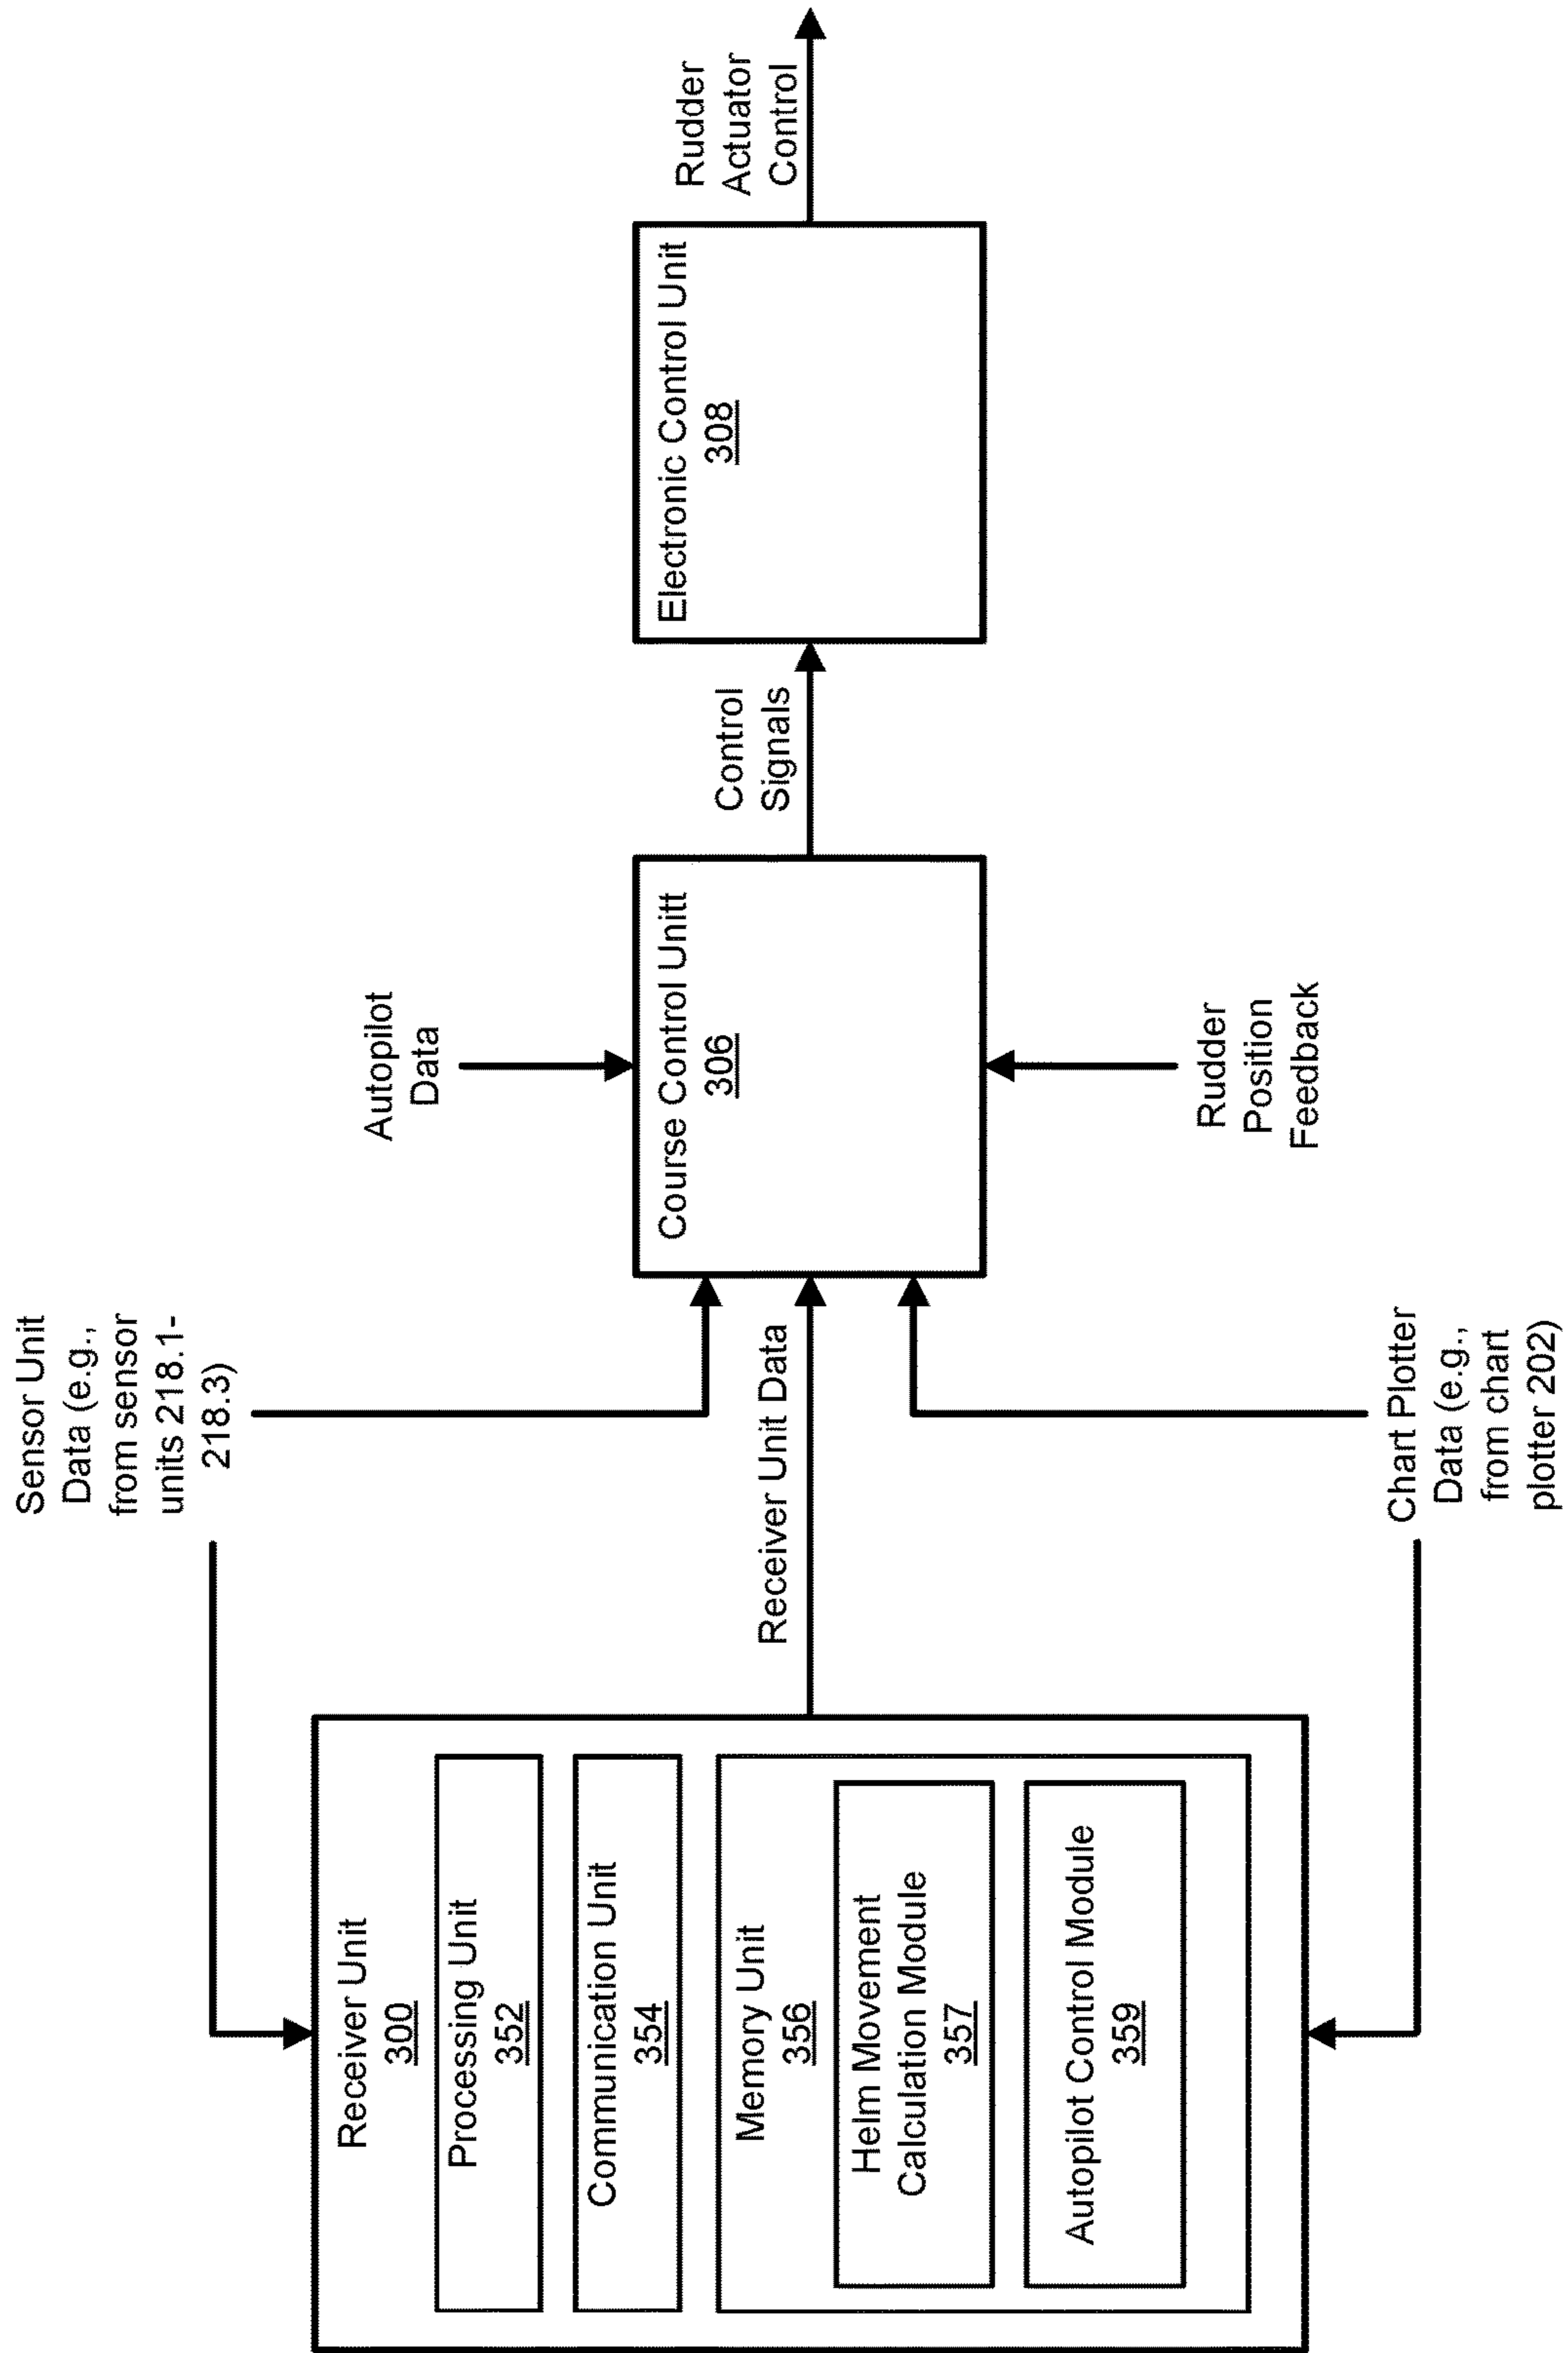 Sensor Unit
Data (e.g.,
from sensor
units 218.1-
218.3)
Receiver Unit
300
Processing Unit
352
Communication Unit
354
Memory Unit
356
Helm Movement
Calculation Module
357
Autopilot Control Module
359
Receiver Unit Data
Chart Plotter
Data (e.g.,
from chart
plotter 202)
Autopilot
Data
Course Control Unitt
306
Rudder
Position
Feedback
Control
Signals
Electronic Control Unit
308
Rudder
Actuator
Control